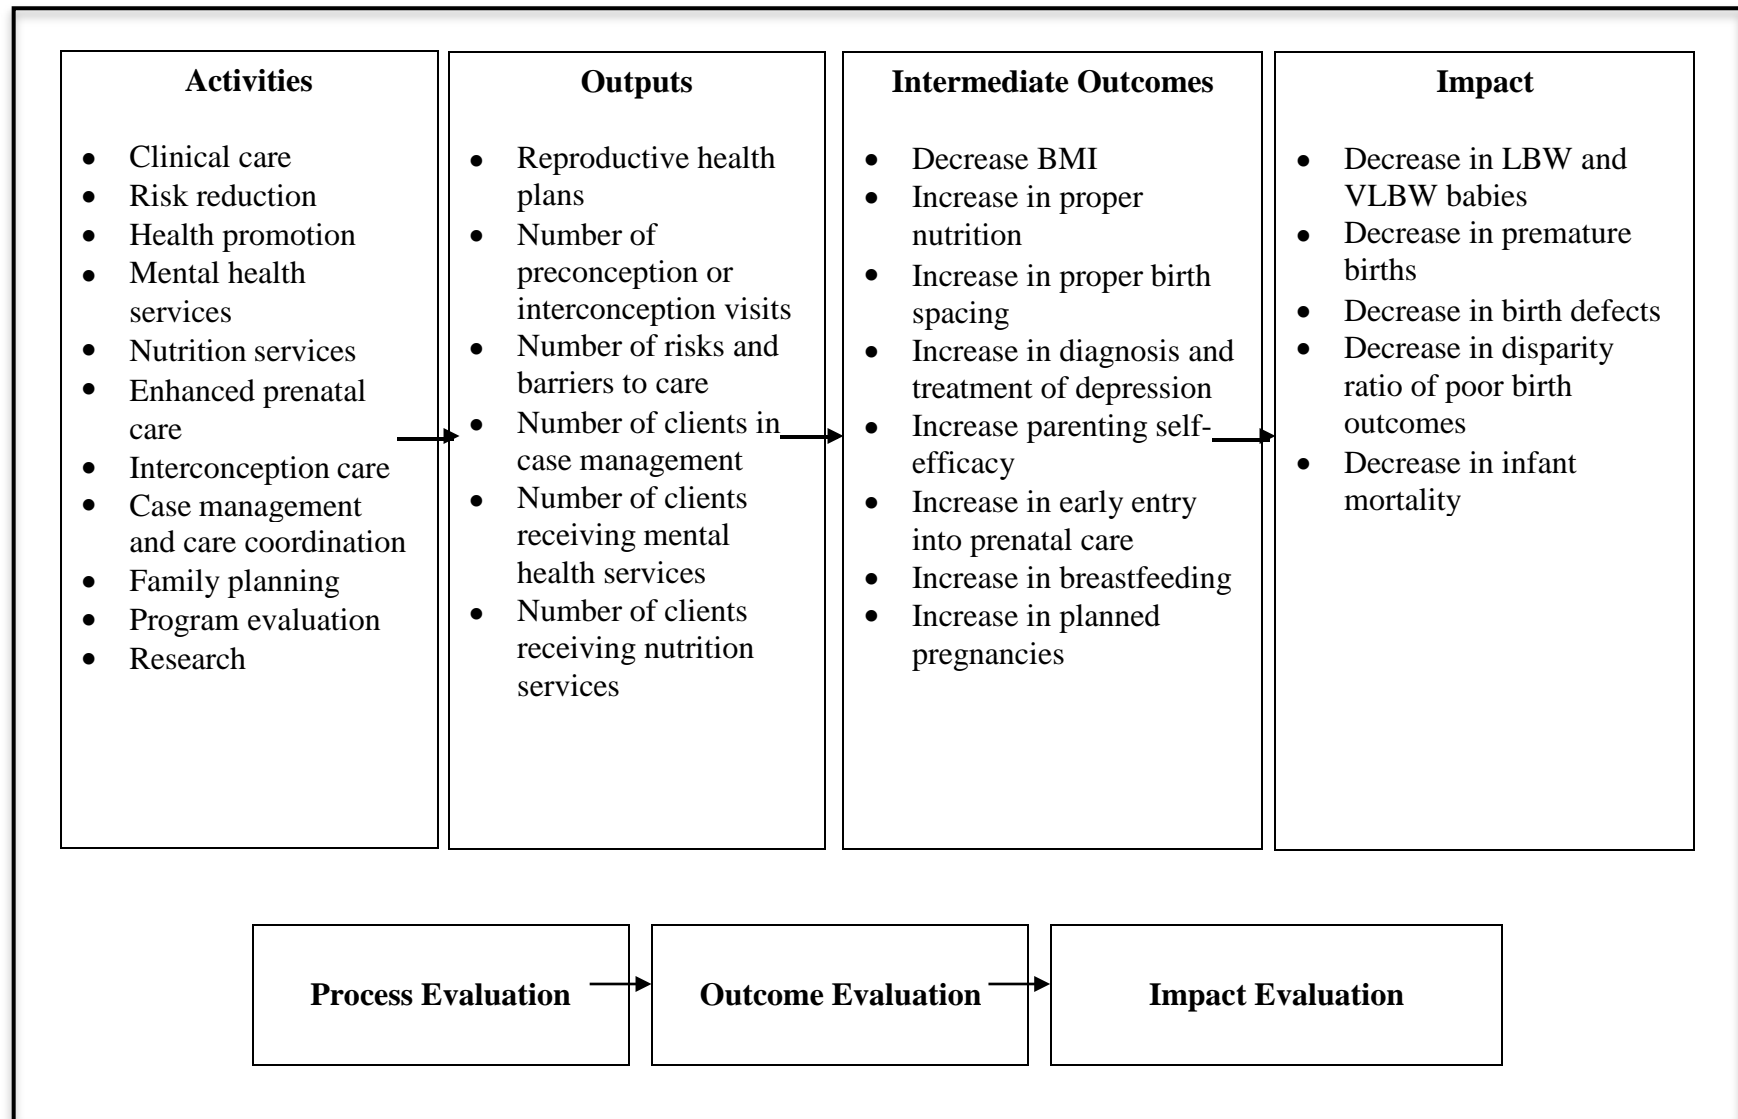 Activities
• Clinical care
• Risk reduction
• Health promotion
• Mental health
services
• Nutrition services
• Enhanced prenatal
care
• Interconception care
• Case management
and care coordination
• Family planning
• Program evaluation
• Research
Outputs
• Reproductive health
plans
• Number of
preconception or
interconception visits
• Number of risks and
barriers to care
• Number of clients in
case management
• Number of clients
receiving mental
health services
• Number of clients
receiving nutrition
services
Intermediate Outcomes
• Decrease BMI
• Increase in proper
nutrition
• Increase in proper birth
spacing
• Increase in diagnosis and
treatment of depression
• Increase parenting self-
efficacy
• Increase in early entry
into prenatal care
• Increase in breastfeeding
• Increase in planned
pregnancies
Impact
• Decrease in LBW and
VLBW babies
• Decrease in premature
births
• Decrease in birth defects
• Decrease in disparity
ratio of poor birth
outcomes
• Decrease in infant
mortality
Process Evaluation
Outcome Evaluation
Impact Evaluation